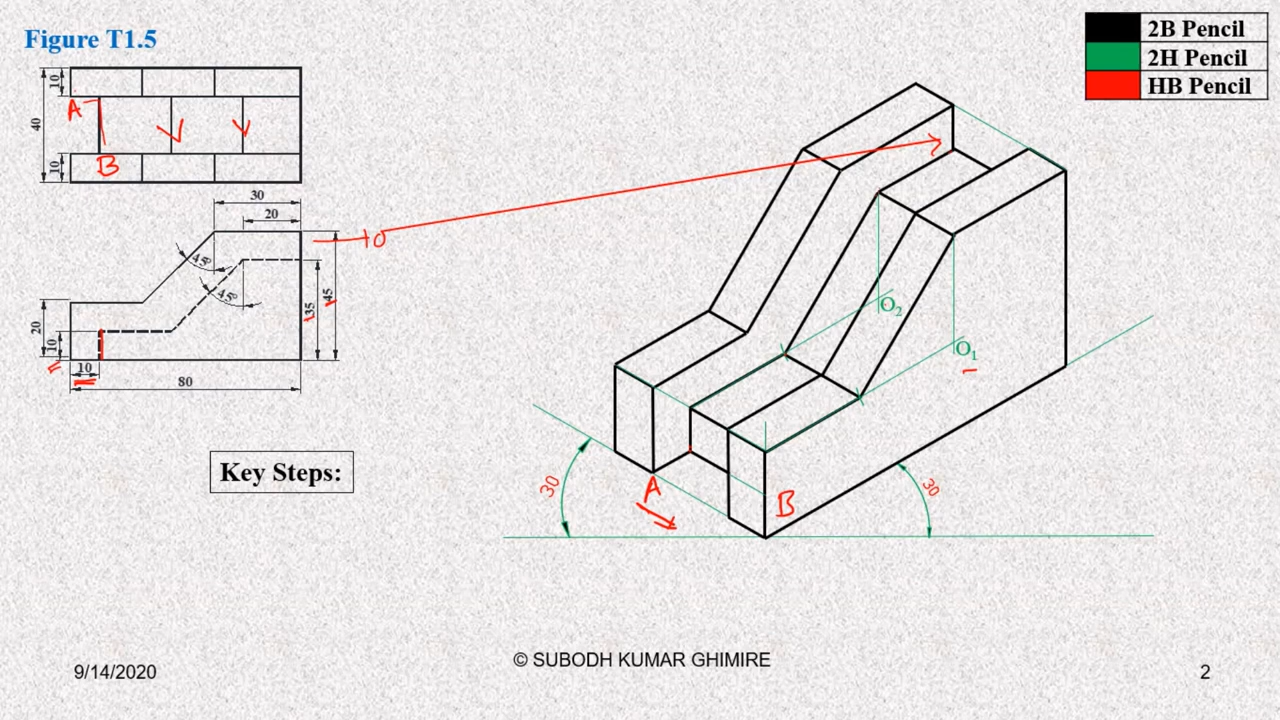 Figure T1.5
2B Pencil
2H Pencil
HB Pencil
10
40
10
A
B
V
V
30
20
10
45°
45°
20
10
35
45
10
80
Key Steps:
O2
O1
30
30
A
B
9/14/2020
© SUBODH KUMAR GHIMIRE
2